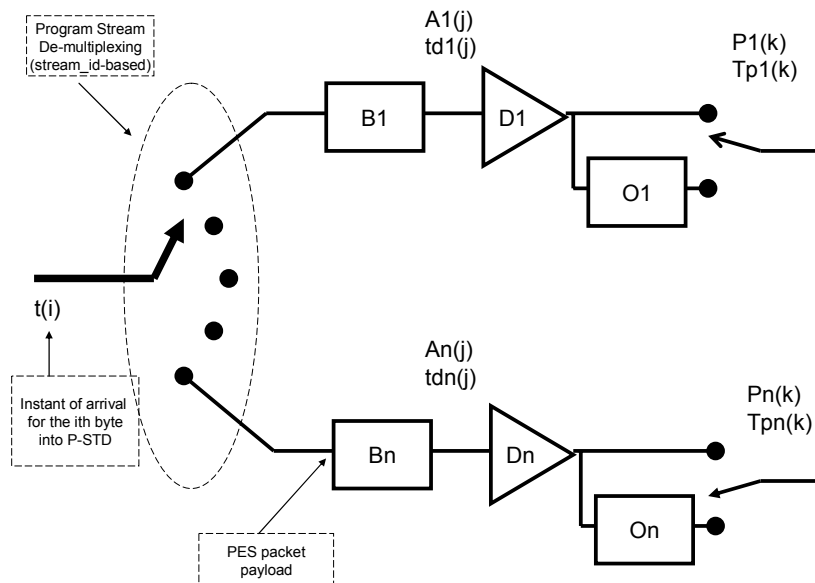 Program Stream
De-multiplexing
(stream_id-based)
A1(j)
td1(j)
P1(k)
Tp1(k)
B1
D1
O1
t(i)
Instant of arrival
for the ith byte
into P-STD
An(j)
tdn(j)
Pn(k)
Tpn(k)
Bn
Dn
On
PES packet
payload